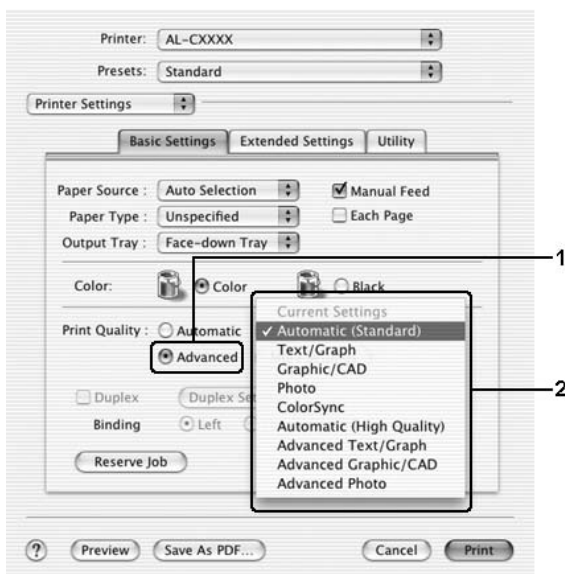 Printer: AL-CXXXX
Presets: Standard
Printer Settings
Basic Settings Extended Settings Utility
Paper Source : Auto Selection Manual Feed
Paper Type : Unspecified Each Page
Output Tray : Face-down Tray
1
Color: Color Black
Print Quality : Automatic
Advanced
Current Settings
✓ Automatic (Standard)
Text/Graph
Graphic/CAD
Photo
ColorSync
Automatic (High Quality)
Advanced Text/Graph
Advanced Graphic/CAD
Advanced Photo
2
Duplex Duplex
Binding Left
Reserve Job
? Preview Save As PDF... Cancel Print